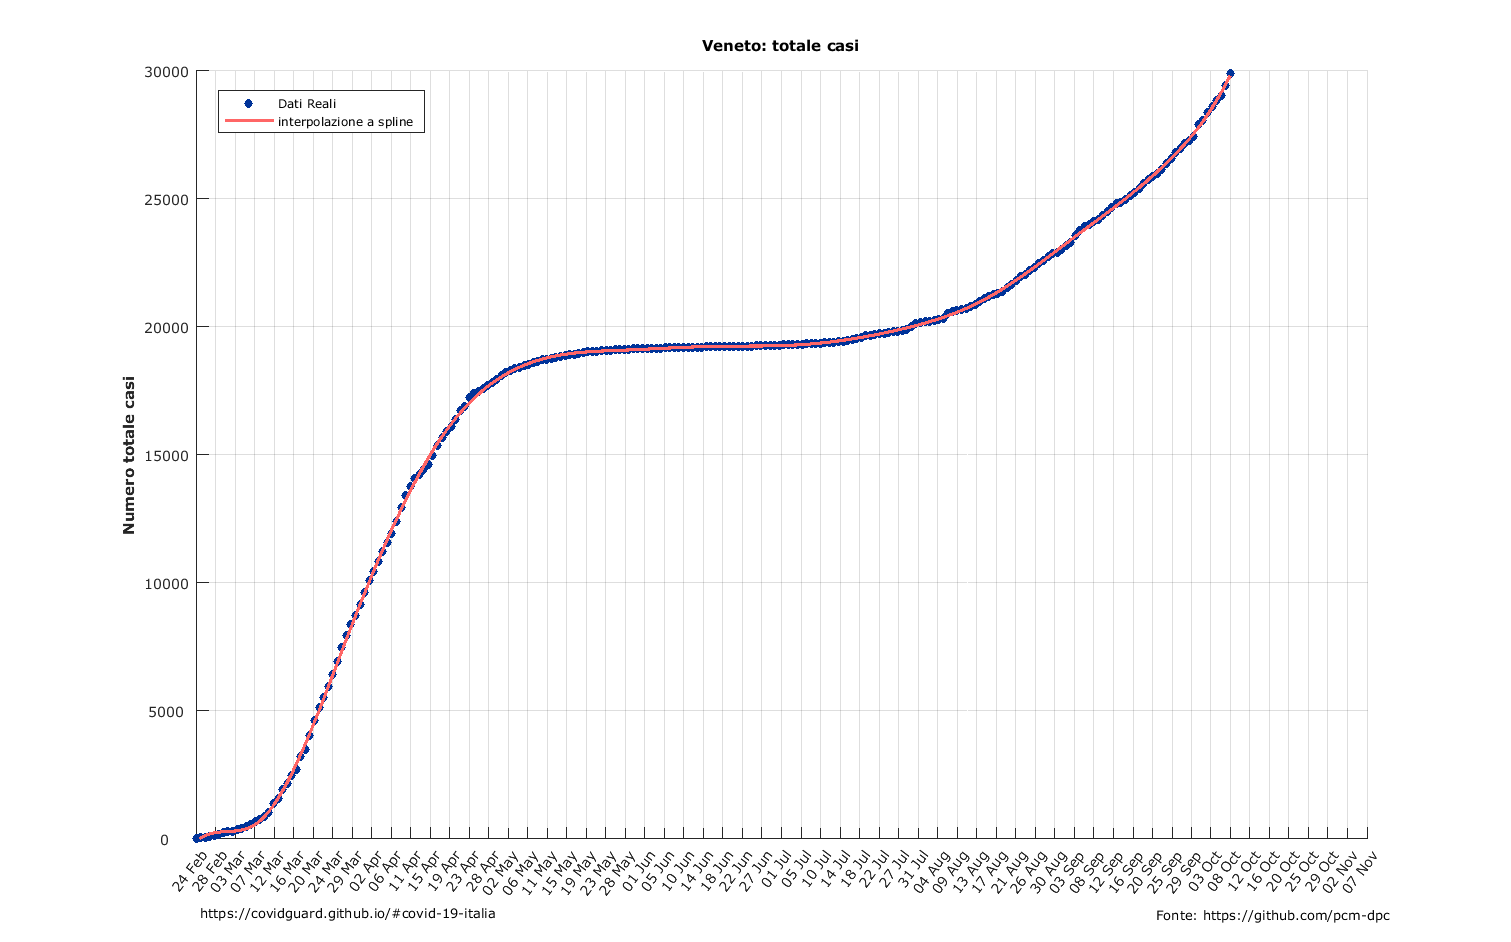 Veneto: totale casi
30000
25000
20000
15000
10000
5000
0
Numero totale casi
Dati Reali
interpolazione a spline
24 Feb
28 Feb
03 Mar
07 Mar
12 Mar
16 Mar
20 Mar
24 Mar
29 Mar
02 Apr
06 Apr
11 Apr
15 Apr
19 Apr
23 Apr
28 Apr
02 May
06 May
11 May
15 May
19 May
23 May
28 May
01 Jun
05 Jun
10 Jun
14 Jun
18 Jun
22 Jun
27 Jun
01 Jul
05 Jul
10 Jul
14 Jul
18 Jul
22 Jul
27 Jul
31 Jul
04 Aug
09 Aug
13 Aug
17 Aug
21 Aug
26 Aug
30 Aug
03 Sep
08 Sep
12 Sep
16 Sep
20 Sep
25 Sep
29 Sep
03 Oct
08 Oct
12 Oct
16 Oct
20 Oct
25 Oct
29 Oct
02 Nov
07 Nov
https://covidguard.github.io/#covid-19-italia
Fonte: https://github.com/pcm-dpc